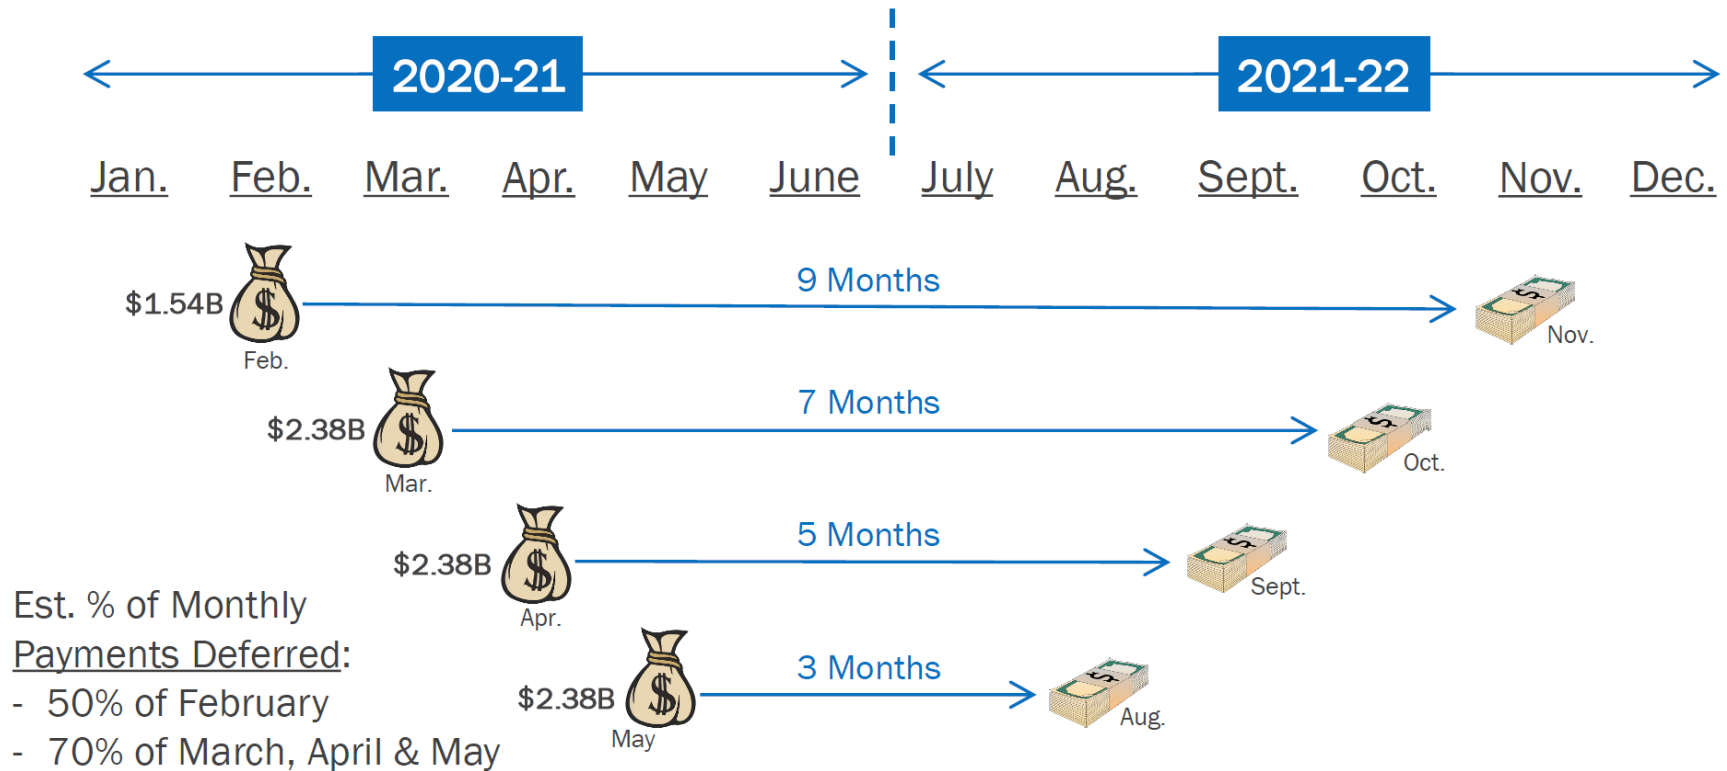 2020-21
2021-22
Jan. Feb. Mar. Apr. May June July Aug. Sept. Oct. Nov. Dec.
9 Months
$1.54B
$
$
Feb.
Nov.
7 Months
$2.38B
$
$
Mar.
Oct.
5 Months
$2.38B
$
$
Apr.
Sept.
3 Months
$2.38B
$
$
May
Aug.
Est. % of Monthly
Payments Deferred:
- 50% of February
- 70% of March, April & May